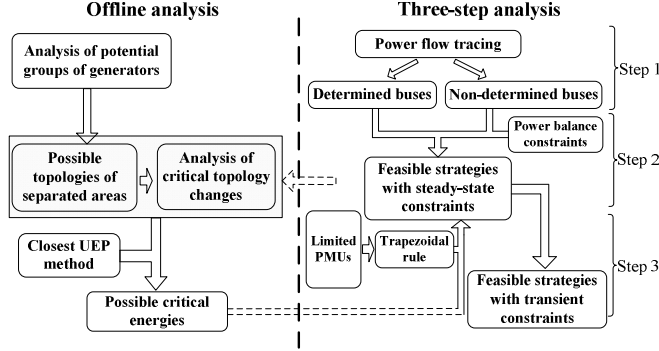 Offline analysis
Analysis of potential
groups of generators
Possible
topologies of
separated areas
Analysis of
critical topology
changes
Closest UEP
method
Possible critical
energies
Three-step analysis
Power flow tracing
Determined buses
Non-determined buses
Step 1
Power balance
constraints
Step 2
Feasible strategies
with steady-state
constraints
Limited
PMUs
Trapezoidal
rule
Step 3
Feasible strategies
with transient
constraints